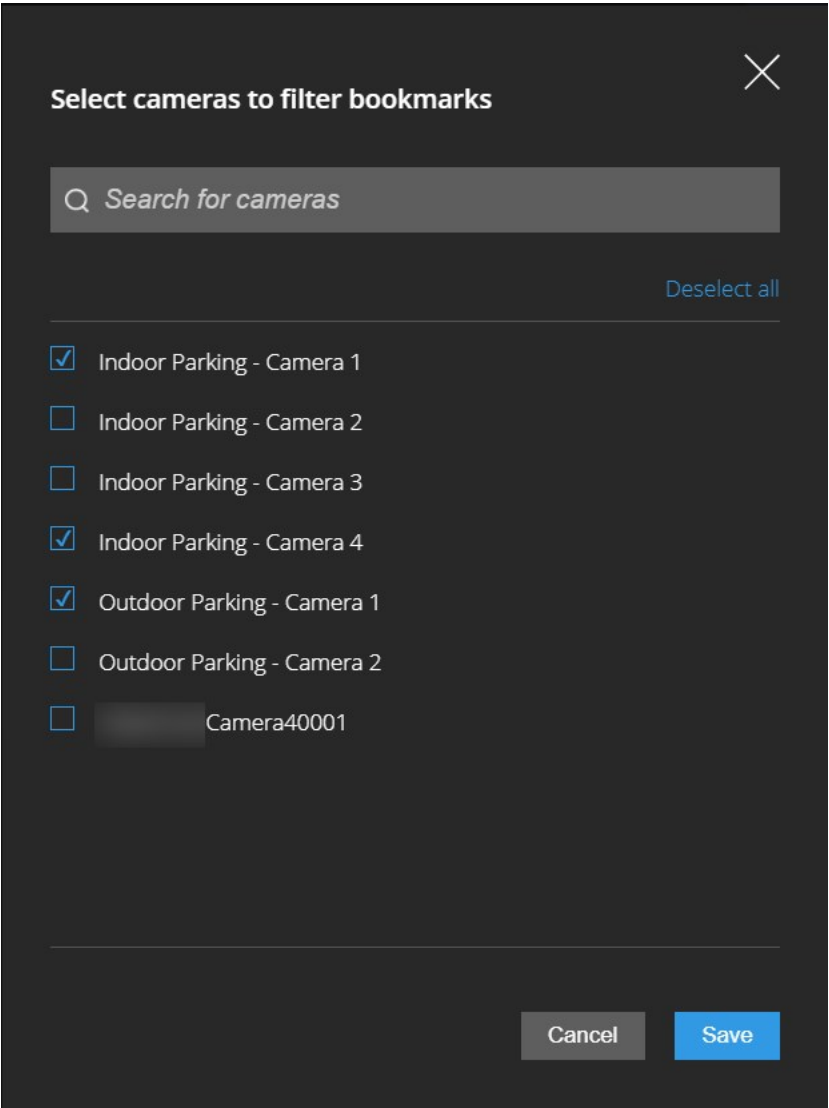 Select cameras to filter bookmarks
Search for cameras
Deselect all
Indoor Parking - Camera 1
Indoor Parking - Camera 2
Indoor Parking - Camera 3
Indoor Parking - Camera 4
Outdoor Parking - Camera 1
Outdoor Parking - Camera 2
Camera40001
Cancel Save